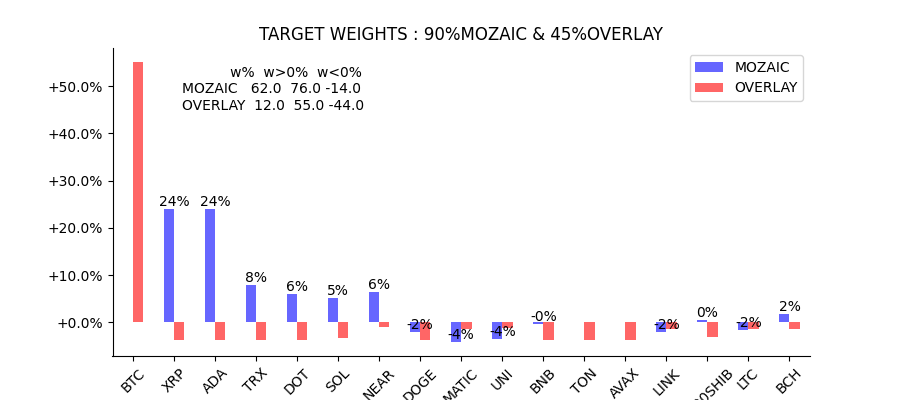 TARGET WEIGHTS : 90%MOZAIC & 45%OVERLAY
w% w>0% w<0%
MOZAIC 62.0 76.0 -14.0
OVERLAY 12.0 55.0 -44.0
MOZAIC
OVERLAY
+50.0%
+40.0%
+30.0%
+20.0%
+10.0%
+0.0%
24% 24% 8% 6% 5% 6% -2% -4% -4% -0% -2% 0% -2% 2%
BTC XRP ADA TRX DOT SOL NEAR DOGE MATIC UNI BNB TON AVAX LINK 0SHIB LTC BCH